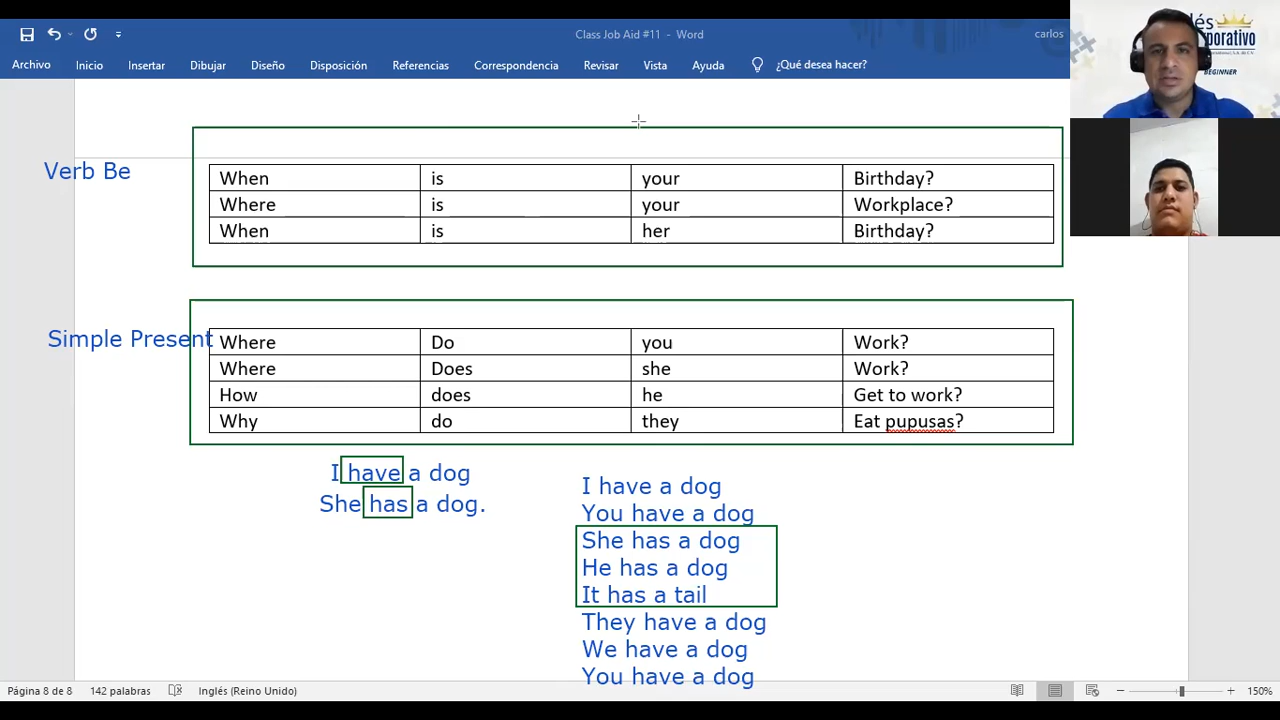 Class Job Aid #11 - Word
carlos
Archivo Inicio Insertar Dibujar Diseño Disposición Referencias Correspondencia Revisar Vista Ayuda ¿Qué desea hacer?
lés
porativo
BEGINNER
Verb Be
When is your Birthday?
Where is your Workplace?
When is her Birthday?
Simple Present
Where Do you Work?
Where Does she Work?
How does he Get to work?
Why do they Eat pupusas?
I have a dog
She has a dog.
I have a dog
You have a dog
She has a dog
He has a dog
It has a tail
They have a dog
We have a dog
You have a dog
Página 8 de 8 142 palabras Inglés (Reino Unido) 150%